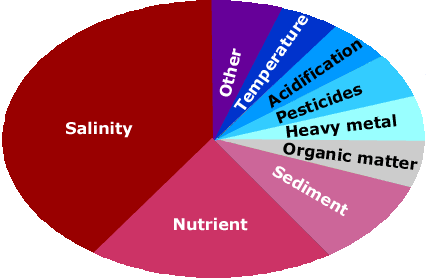 Other
Temperature
Acidification
Pesticides
Heavy metal
Organic matter
Sediment
Nutrient
Salinity